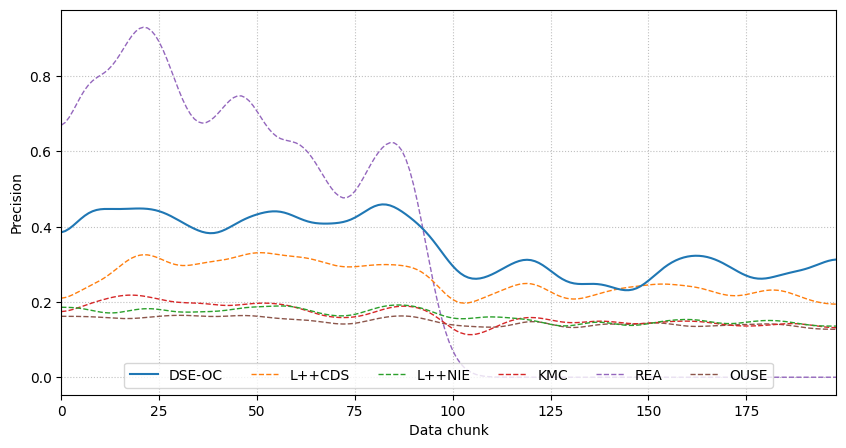 Precision
0.8
0.6
0.4
0.2
0.0
DSE-OC L++CDS L++NIE KMC REA OUSE
0 25 50 75 100 125 150 175
Data chunk